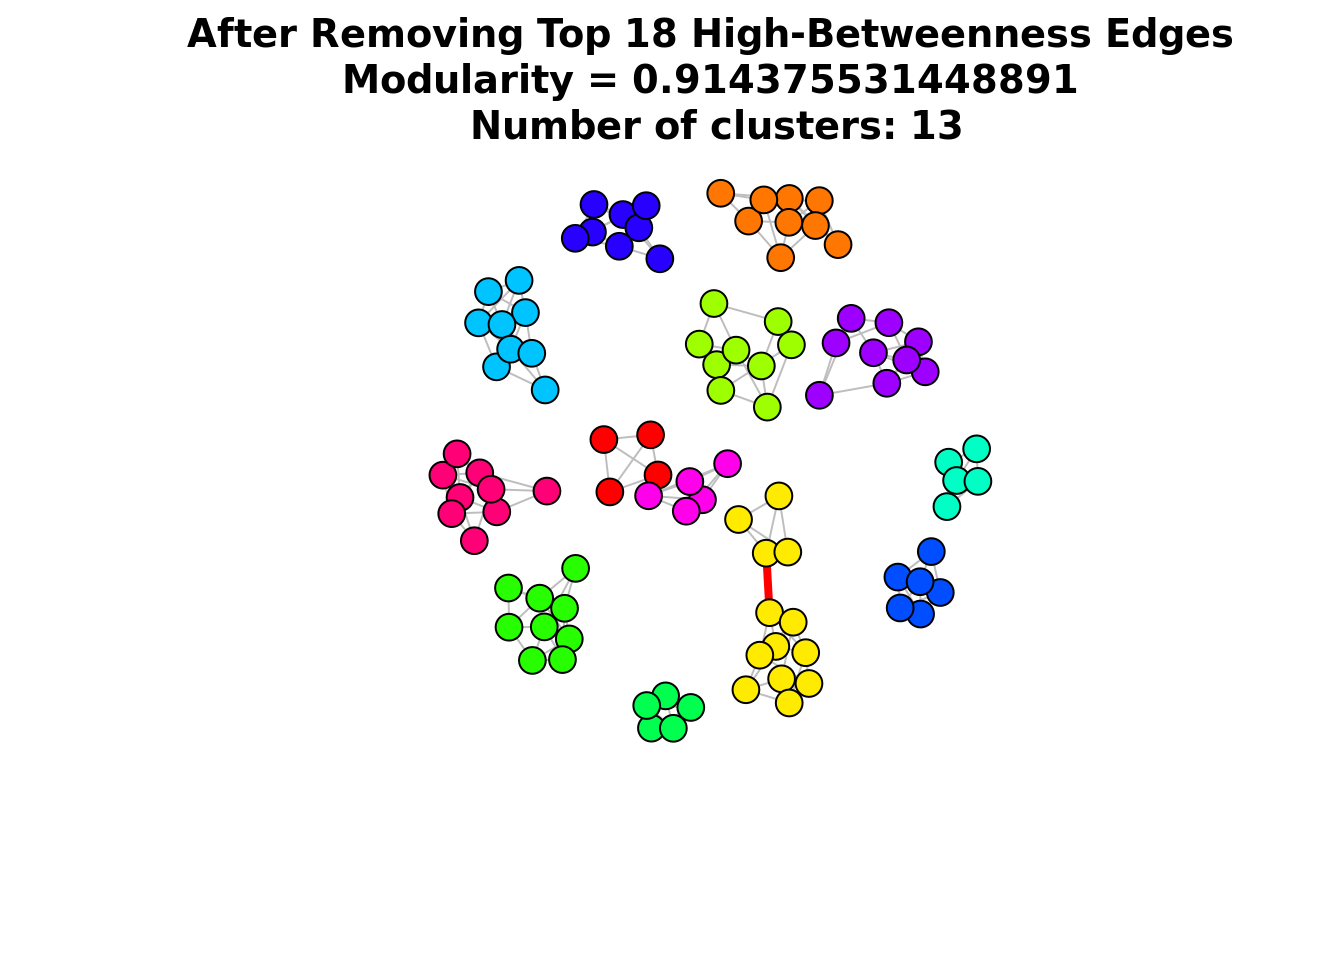 After Removing Top 18 High-Betweenness Edges
Modularity = 0.914375531448891
Number of clusters: 13